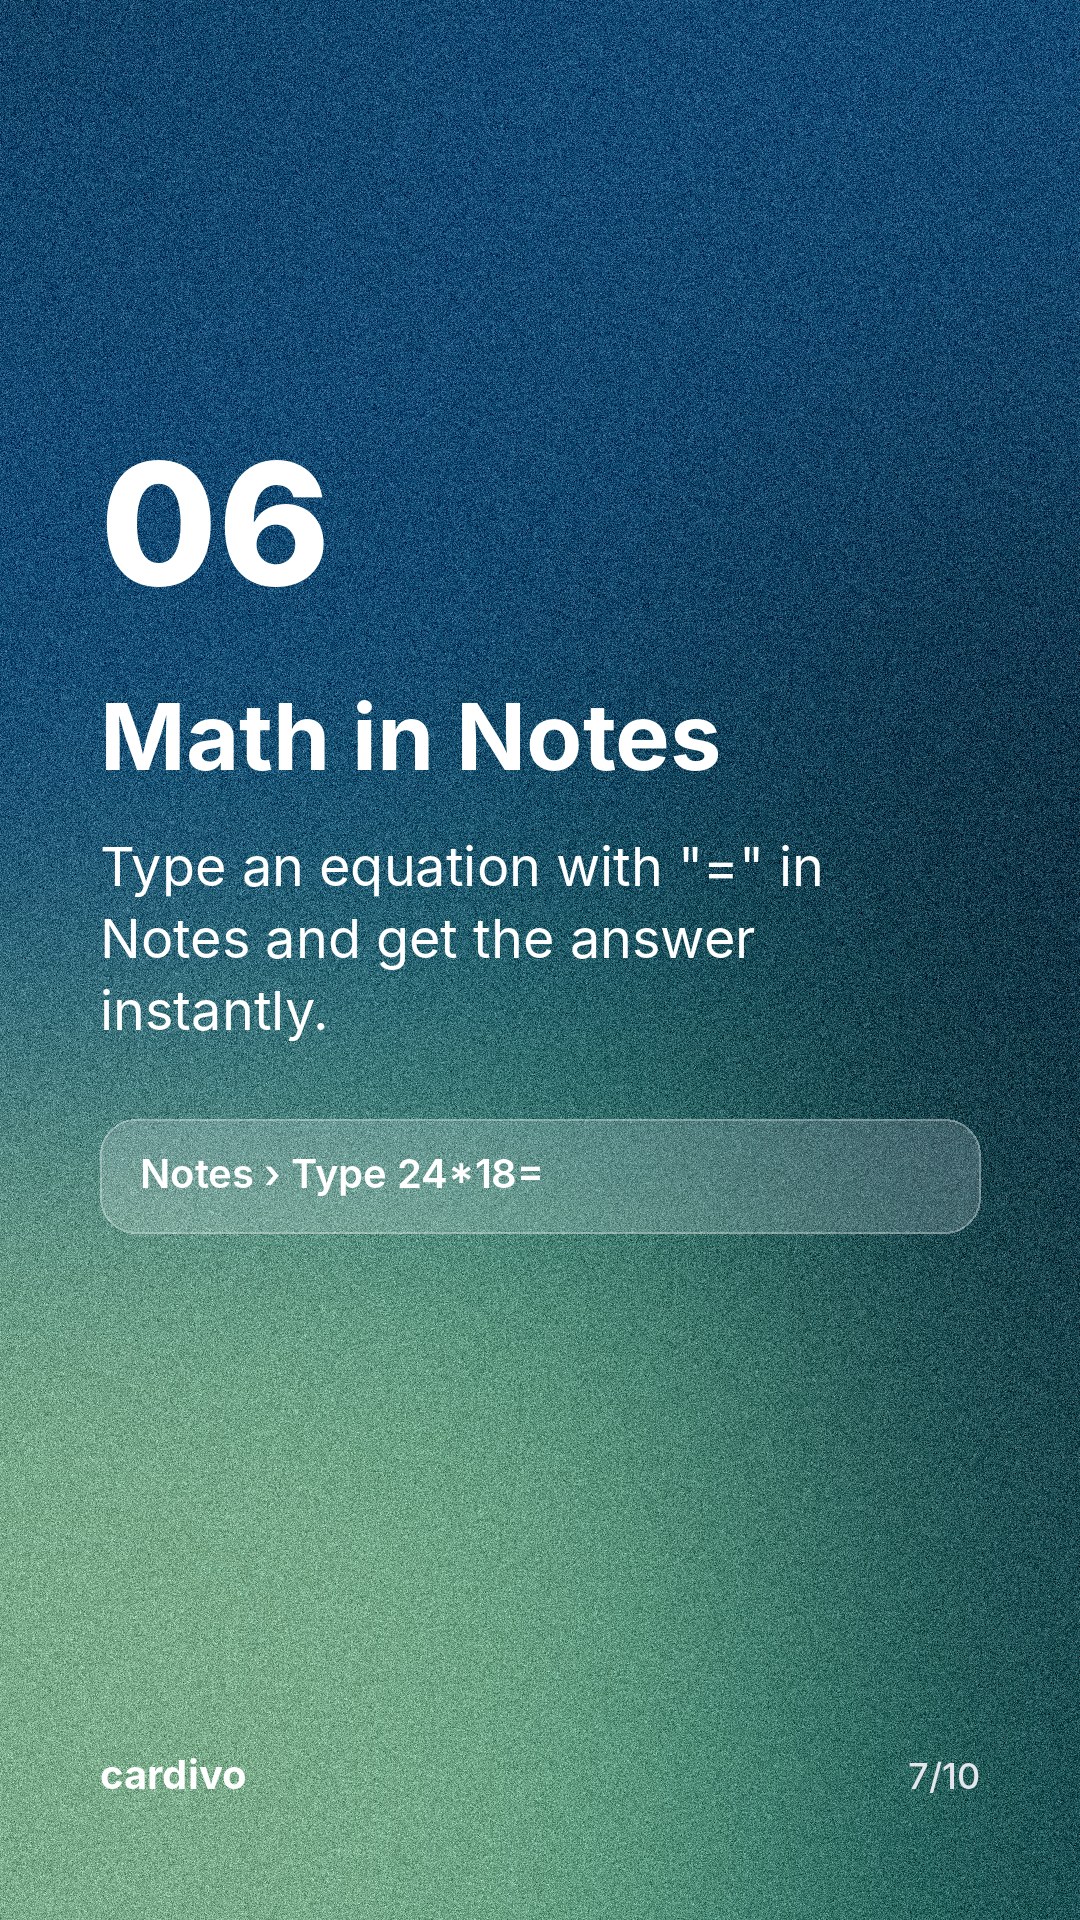 06
Math in Notes
Type an equation with "=" in
Notes and get the answer
instantly.
Notes › Type 24*18=
cardivo
7/10